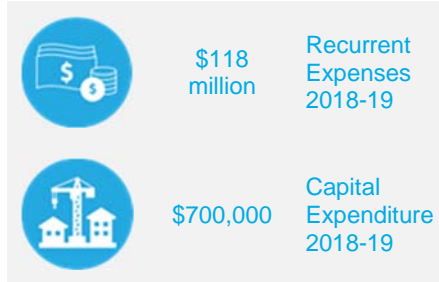 $
$
$118
million
Recurrent
Expenses
2018-19
$700,000
Capital
Expenditure
2018-19